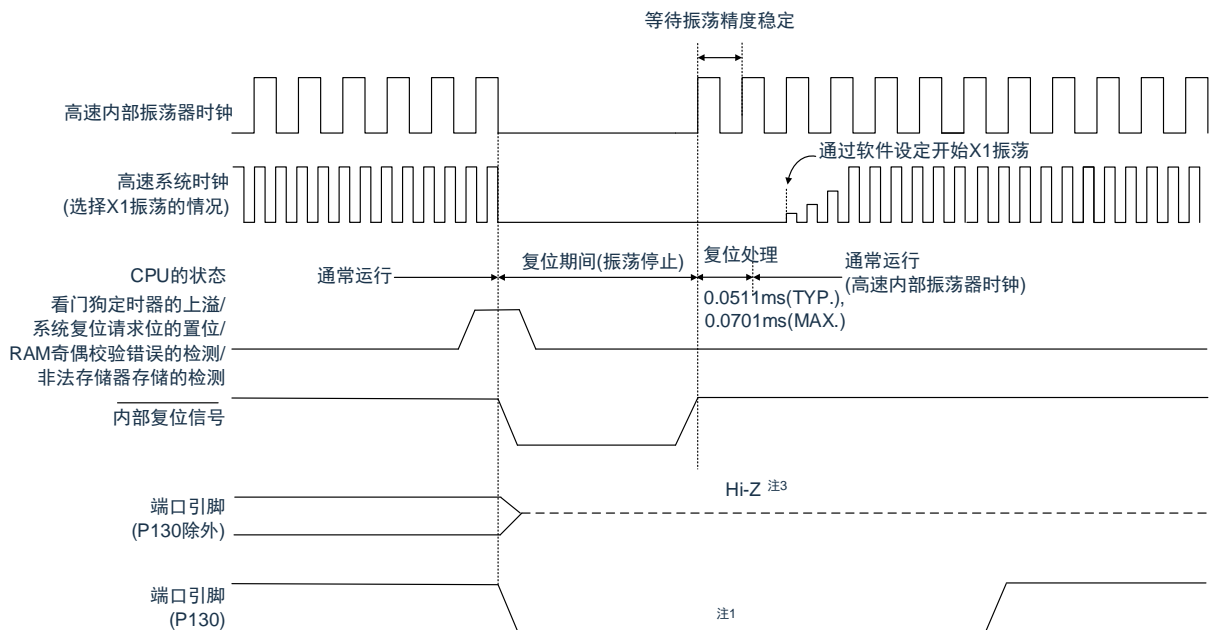 等待振荡精度稳定
高速内部振荡器时钟
通过软件设定开始X1振荡
高速系统时钟
(选择X1振荡的情况)
CPU的状态
通常运行
复位期间(振荡停止)
复位处理
0.0511ms(TYP.),
0.0701ms(MAX.)
通常运行
(高速内部振荡器时钟)
看门狗定时器的上溢/
系统复位请求位的置位/
RAM奇偶校验错误的检测/
非法存储器存储的检测
内部复位信号
端口引脚
(P130除外)
Hi-Z 注3
端口引脚
(P130)
注1